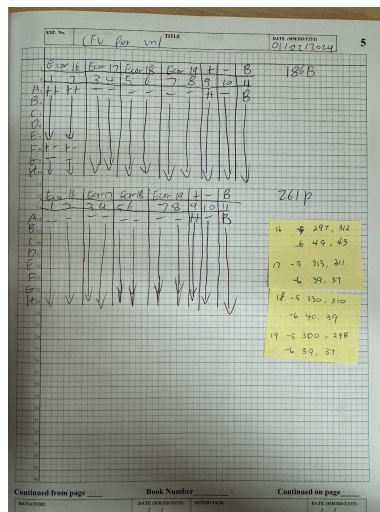 EXP. No. TITLE DATE (MM/DD/YYYY) 5
CFU per ml 01/02/2024
Ecor 16 Ecor 17 Ecor 18 Ecor 19 + - B 186B
1 2 3 4 5 6 7 8 9 10 11
A. ++ ++ - - - - - - H - B
B. B
C.
D.
E.
F. +- +-
G. - -
H.
Ecor 16 Ecor 17 Ecor 18 Ecor 19 + - B 261p
1 2 3 4 5 6 7 8 9 10 11
A. - - - - - - - - H - B
B.
C.
D.
E.
F.
G.
H.
16 -5 297, 312
-6 49, 45
17 -5 313, 311
-6 39, 37
18 -5 330, 310
-6 40, 39
19 -5 300, 298
-6 39, 37
Continued from page Book Number Continued on page
SIGNATURE DATE (MM/DD/YYYY) SUPERVISOR DATE (MM/DD/YYYY)